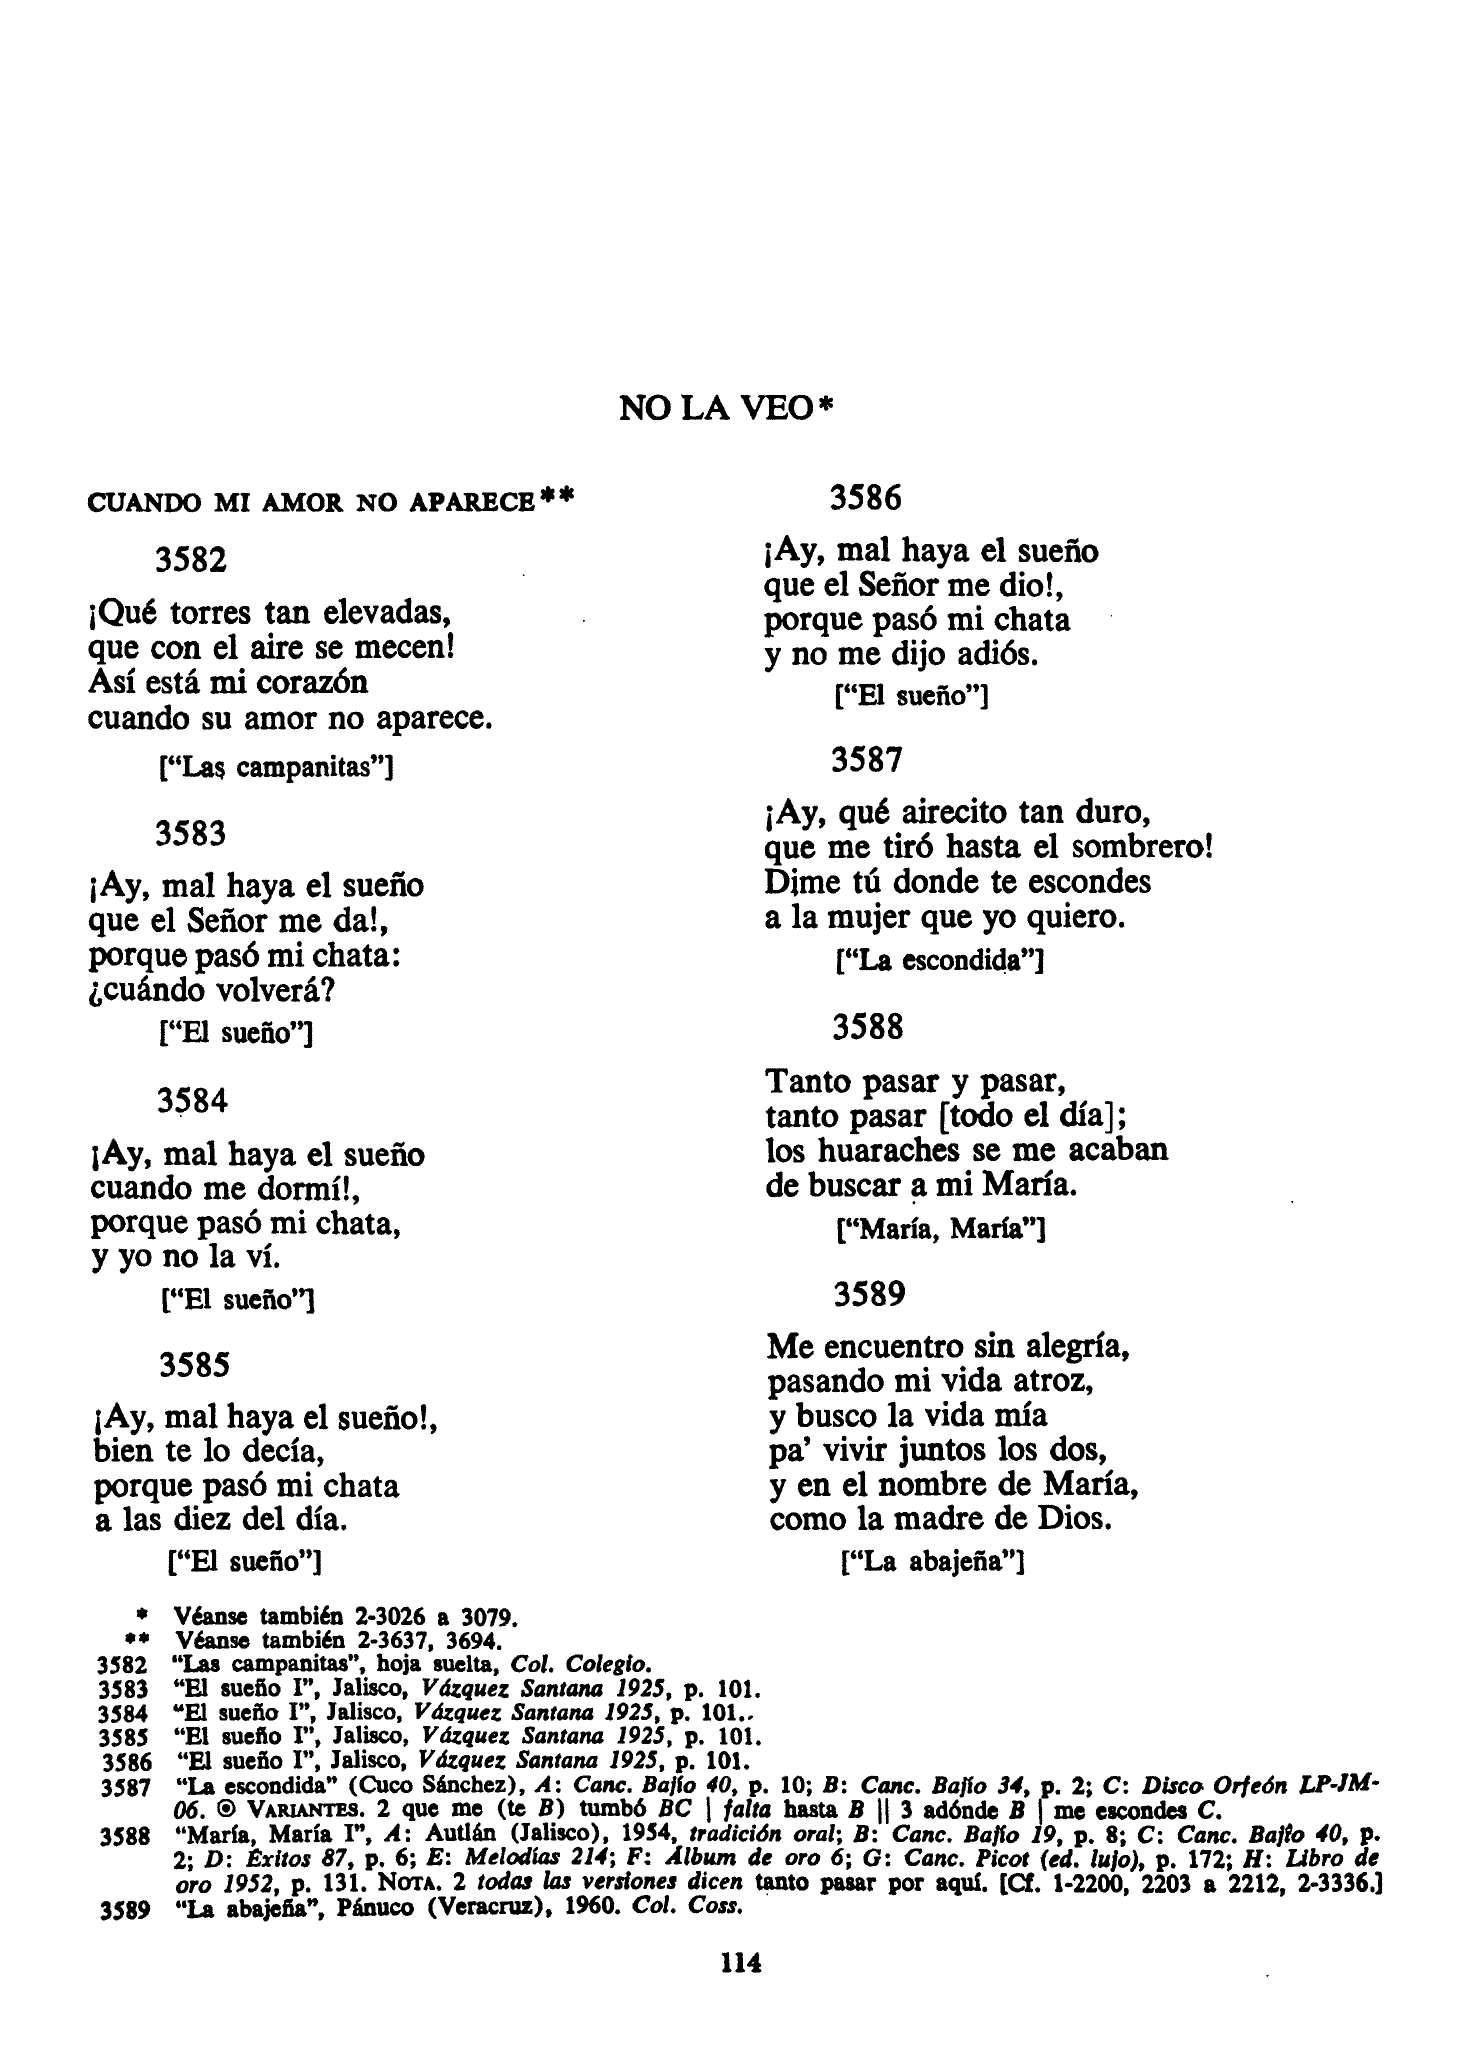 NO LA VEO*
CUANDO MI AMOR NO APARECE**
3582
¡Qué torres tan elevadas,
que con el aire se mecen!
Así está mi corazón
cuando su amor no aparece.
["Las campanitas"]
3583
¡Ay, mal haya el sueño
que el Señor me da!,
porque pasó mi chata:
¿cuándo volverá?
["El sueño"]
3584
¡Ay, mal haya el sueño
cuando me dormí!,
porque pasó mi chata,
y yo no la ví.
["El sueño"]
3585
¡Ay, mal haya el sueño!,
bien te lo decía,
porque pasó mi chata
a las diez del día.
["El sueño"]
3586
¡Ay, mal haya el sueño
que el Señor me dio!,
porque pasó mi chata
y no me dijo adiós.
["El sueño"]
3587
¡Ay, qué airecito tan duro,
que me tiró hasta el sombrero!
Dime tú donde te escondes
a la mujer que yo quiero.
["La escondida"]
3588
Tanto pasar y pasar,
tanto pasar [todo el día];
los huaraches se me acaban
de buscar a mi María.
["María, María"]
3589
Me encuentro sin alegría,
pasando mi vida atroz,
y busco la vida mía
pa' vivir juntos los dos,
y en el nombre de María,
como la madre de Dios.
["La abajeña"]
* Véanse también 2-3026 a 3079.
** Véanse también 2-3637, 3694.
3582 "Las campanitas", hoja suelta, Col. Colegio.
3583 "El sueño I", Jalisco, Vázquez Santana 1925, p. 101.
3584 "El sueño I", Jalisco, Vázquez Santana 1925, p. 101..
3585 "El sueño I", Jalisco, Vázquez Santana 1925, p. 101.
3586 "El sueño I", Jalisco, Vázquez Santana 1925, p. 101.
3587 "La escondida" (Cuco Sánchez), A: Canc. Bajío 40, p. 10; B: Canc. Bajío 34, p. 2; C: Disco Orfeón LP-JM-
06. ⊙ VARIANTES. 2 que me (te B) tumbó BC | falta hasta B || 3 adónde B | me escondes C.
3588 "María, María I", A: Autlán (Jalisco), 1954, tradición oral; B: Canc. Bajío 19, p. 8; C: Canc. Bajío 40, p.
2; D: Éxitos 87, p. 6; E: Melodías 214; F: Álbum de oro 6; G: Canc. Picot (ed. lujo), p. 172; H: Libro de
oro 1952, p. 131. NOTA. 2 todas las versiones dicen tanto pasar por aquí. [Cf. 1-2200, 2203 a 2212, 2-3336.]
3589 "La abajeña", Pánuco (Veracruz), 1960. Col. Coss.
114